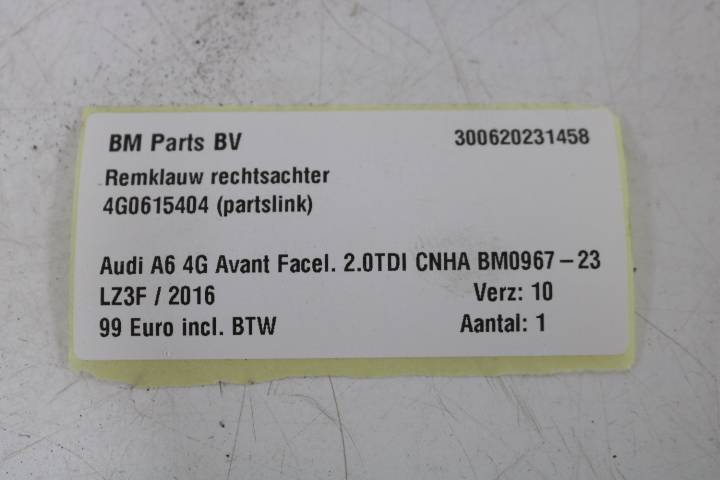 BM Parts BV 300620231458
Remklauw rechtsachter
4G0615404 (partslink)
Audi A6 4G Avant Facel. 2.0TDI CNHA BM0967-23
LZ3F / 2016 Verz: 10
99 Euro incl. BTW Aantal: 1